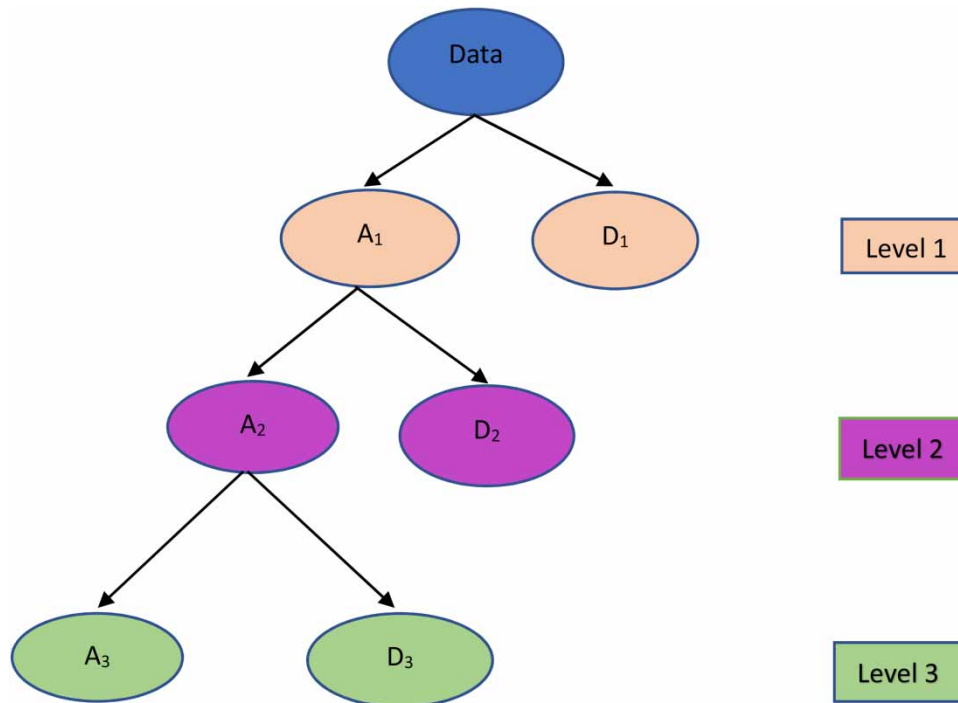 Data
A₁
D₁
Level 1
A₂
D₂
Level 2
A₃
D₃
Level 3